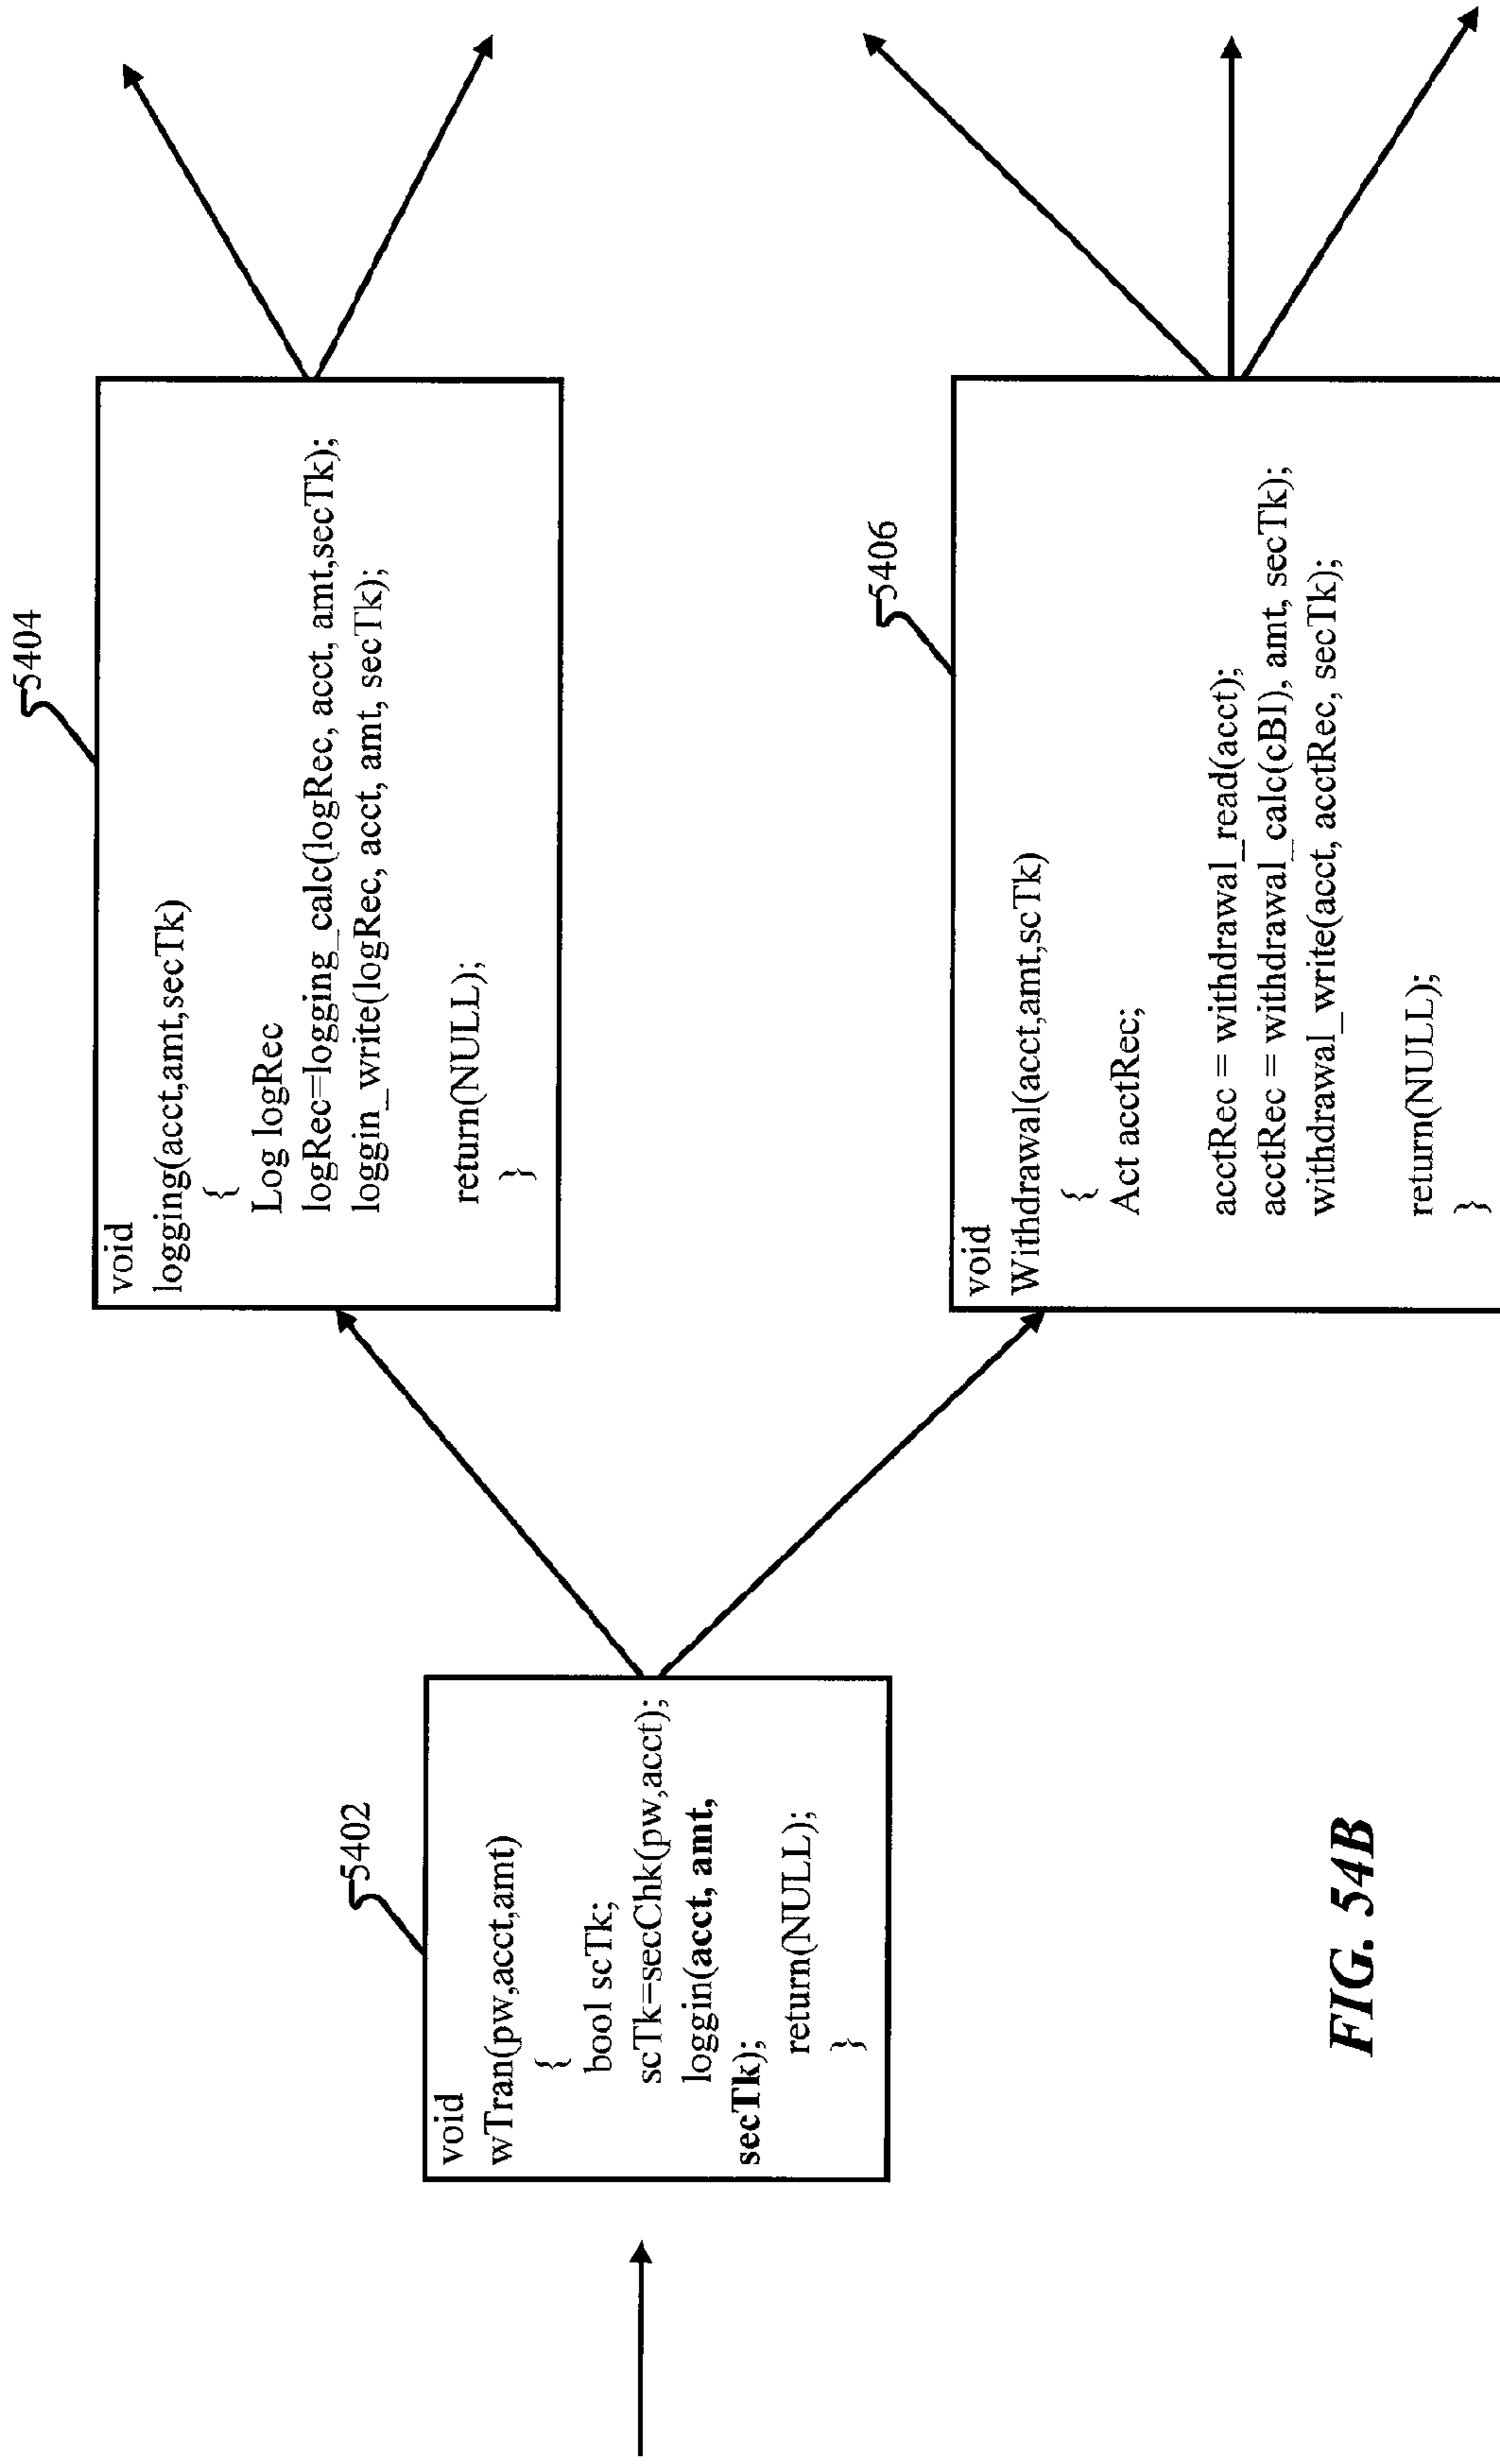 5402
void
wTran(pw,acct,amt)
{
bool scTk;
scTk=secChk(pw,acct);
loggin(acct, amt,
secTk);
return(NULL);
}
5404
void
logging(acct,amt,secTk)
{
Log logRec
logRec=logging_calc(logRec, acct, amt,secTk);
loggin_write(logRec, acct, amt, secTk);
return(NULL);
}
5406
void
Withdrawal(acct,amt,scTk)
{
Act acctRec;
acctRec = withdrawal_read(acct);
acctRec = withdrawal_calc(cBI), amt, secTk);
withdrawal_write(acct, acctRec, secTk);
return(NULL);
}
FIG. 54B